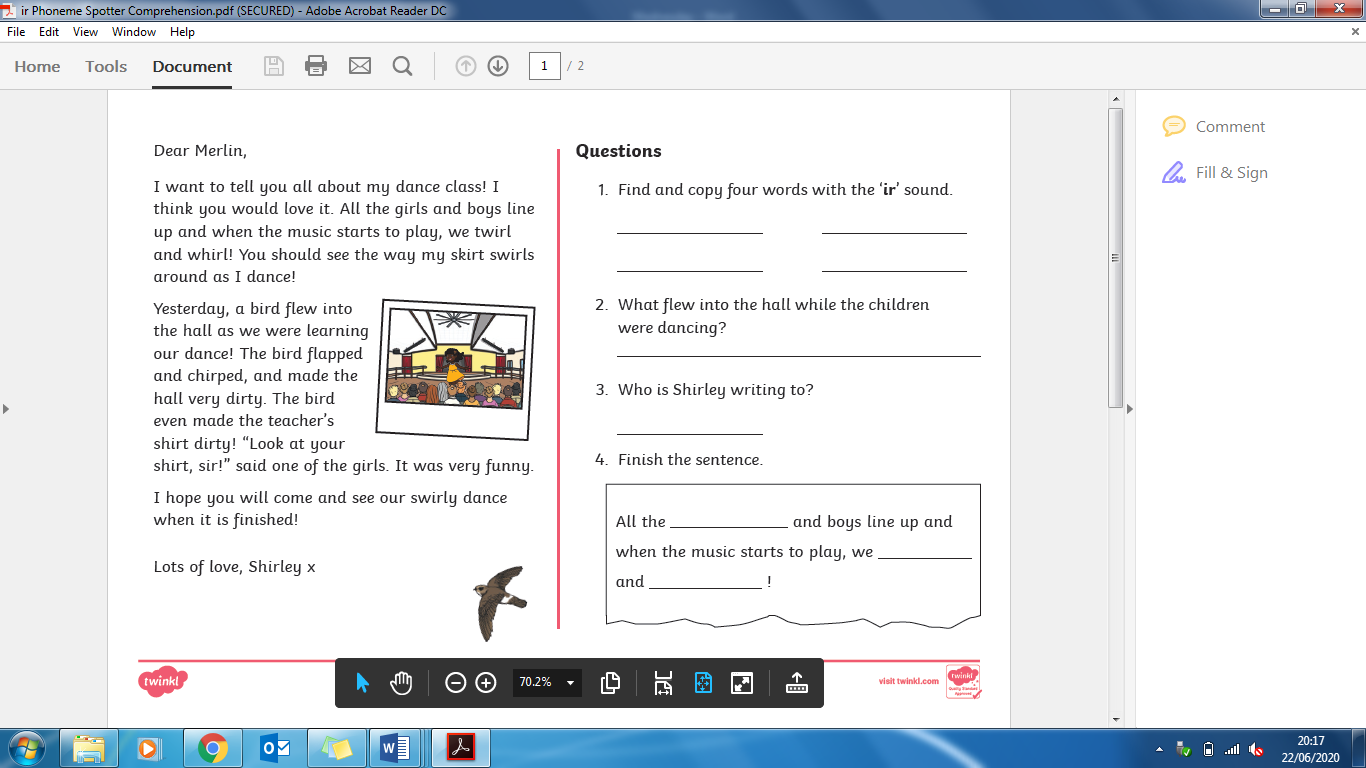 ir Phoneme Spotter Comprehension.pdf (SECURED) - Adobe Acrobat Reader DC
File Edit View Window Help
Home Tools Document 1 / 2
Comment
Fill & Sign
Dear Merlin,
I want to tell you all about my dance class! I
think you would love it. All the girls and boys line
up and when the music starts to play, we twirl
and whirl! You should see the way my skirt swirls
around as I dance!
Yesterday, a bird flew into
the hall as we were learning
our dance! The bird flapped
and chirped, and made the
hall very dirty. The bird
even made the teacher's
shirt dirty! “Look at your
shirt, sir!” said one of the girls. It was very funny.
I hope you will come and see our swirly dance
when it is finished!
Lots of love, Shirley x
Questions
1. Find and copy four words with the ‘ir’ sound.
2. What flew into the hall while the children
were dancing?
3. Who is Shirley writing to?
4. Finish the sentence.
All the ____________ and boys line up and
when the music starts to play, we __________
and ____________ !
twinkl
70.2%
visit twinkl.com
twinkl
Quality Standard
Approved
20:17
22/06/2020